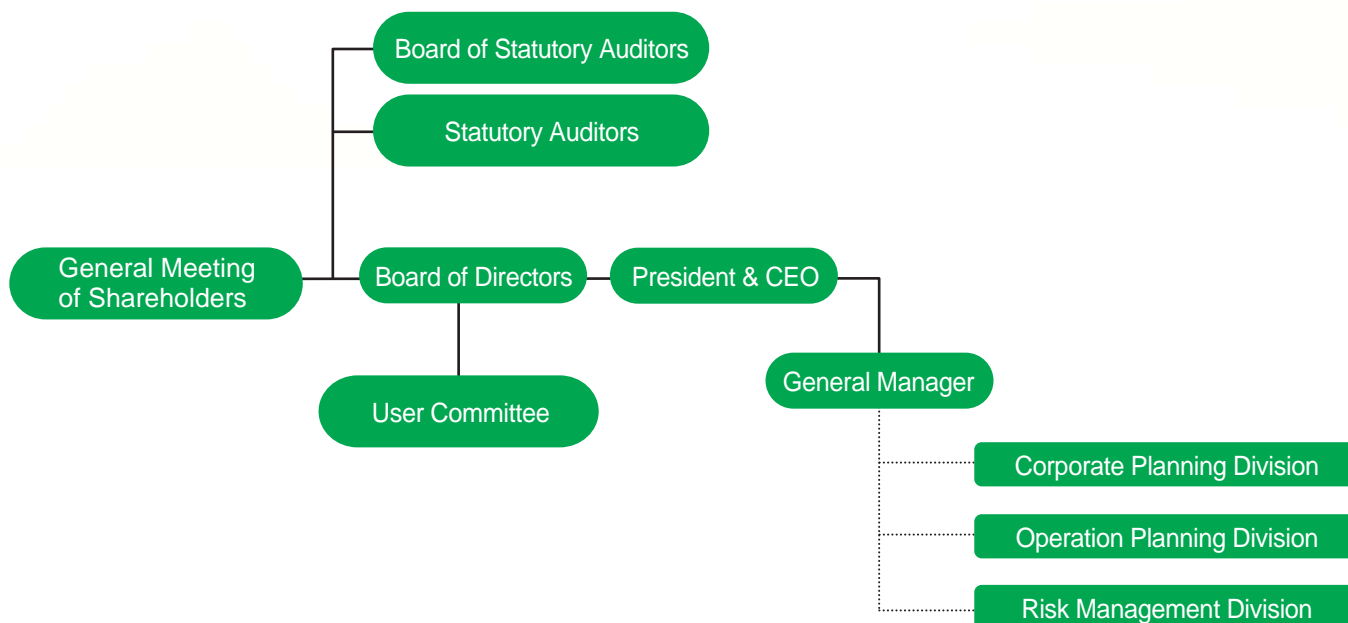 Board of Statutory Auditors
Statutory Auditors
General Meeting
of Shareholders
Board of Directors
President & CEO
General Manager
User Committee
Corporate Planning Division
Operation Planning Division
Risk Management Division